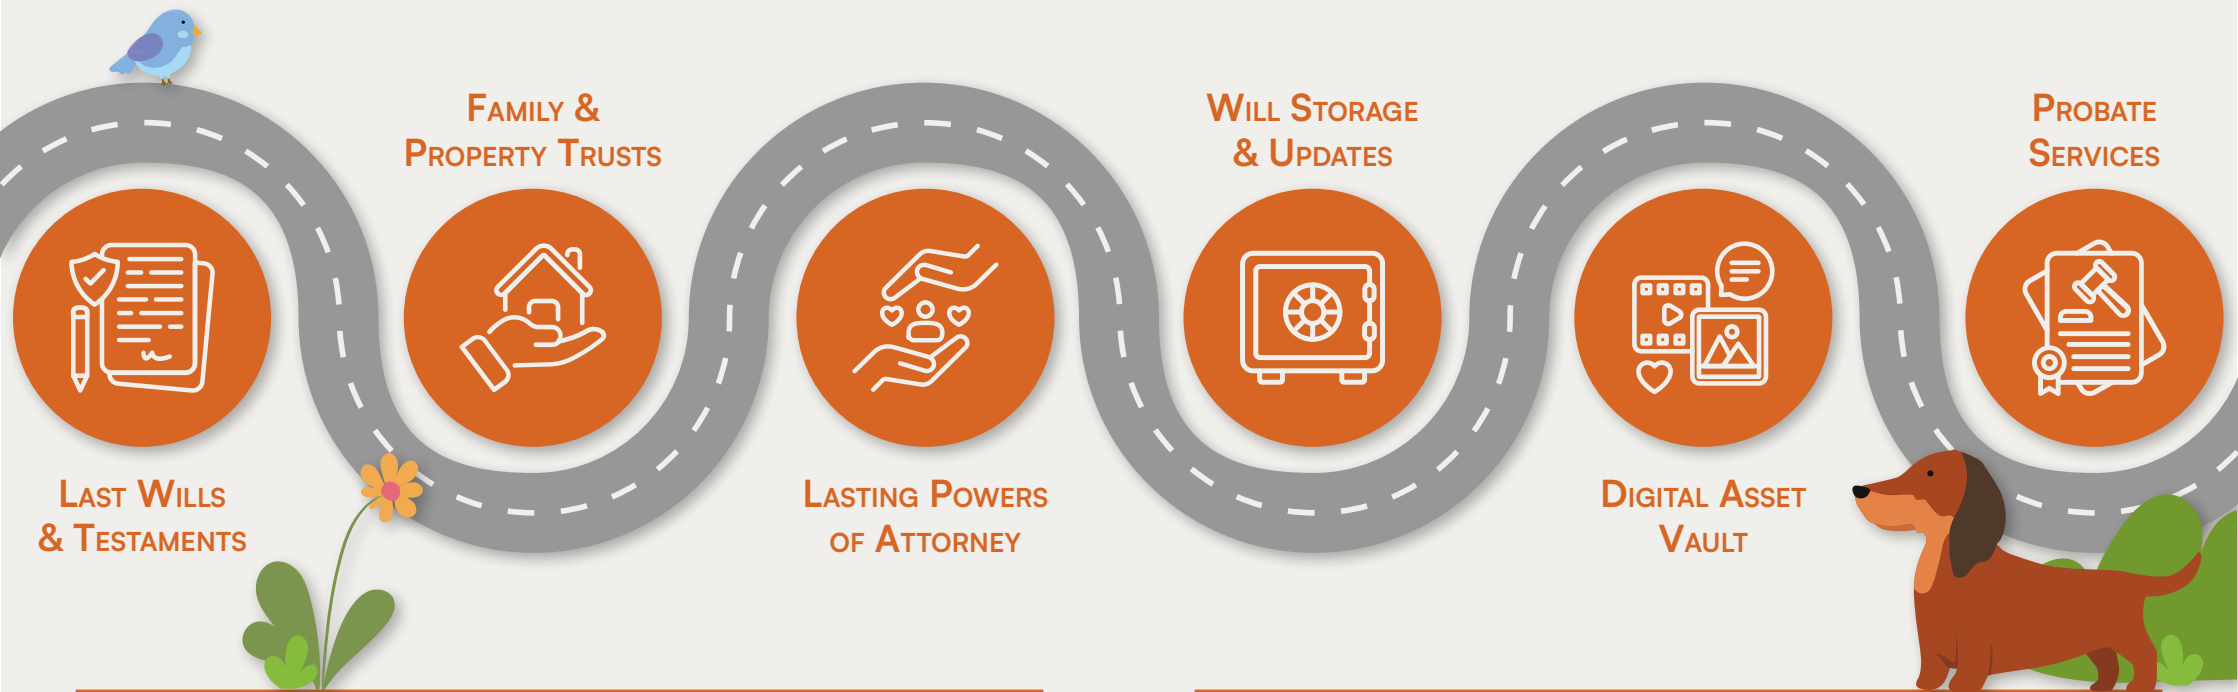 Last Wills
& Testaments
Family &
Property Trusts
Lasting Powers
of Attorney
Will Storage
& Updates
Digital Asset
Vault
Probate
Services